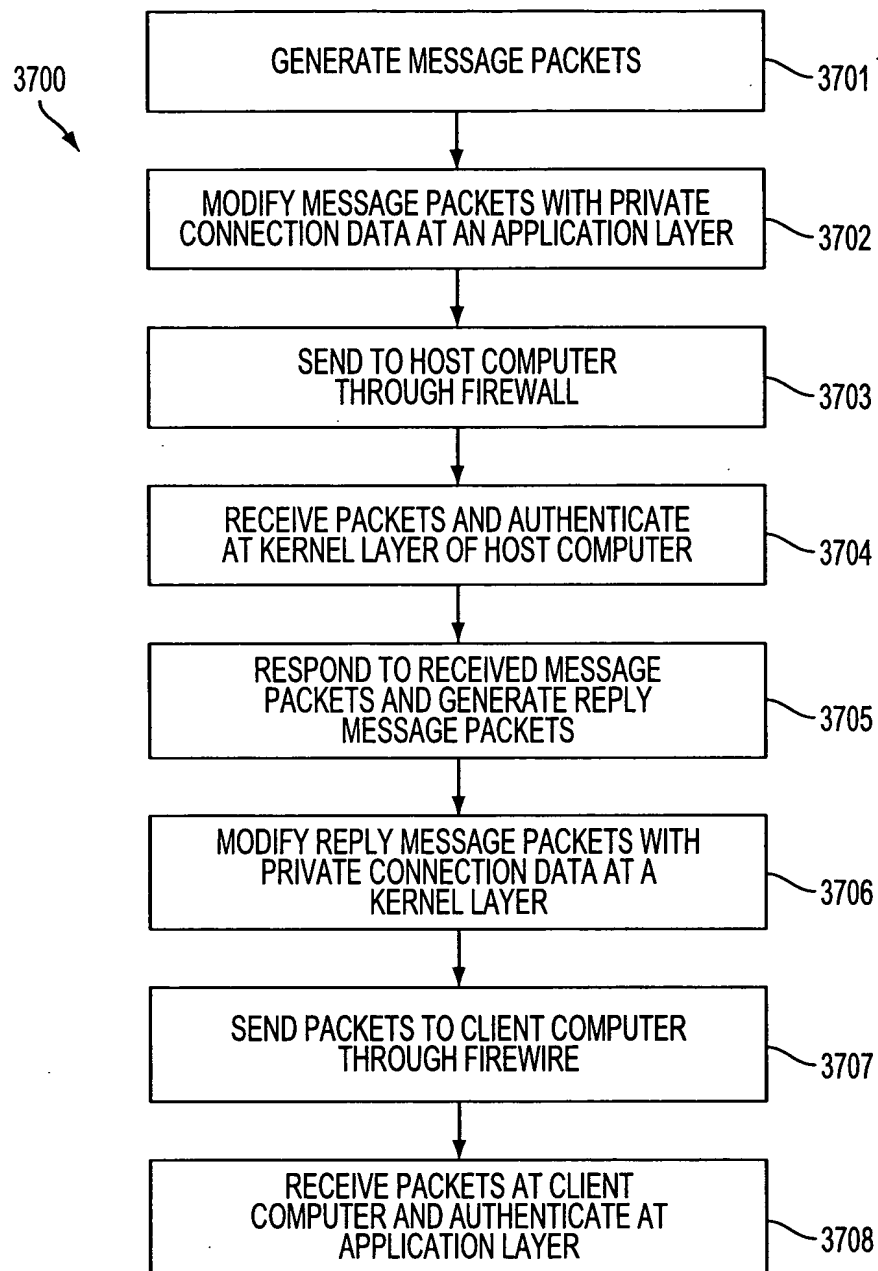 3700
GENERATE MESSAGE PACKETS
3701
MODIFY MESSAGE PACKETS WITH PRIVATE
CONNECTION DATA AT AN APPLICATION LAYER
3702
SEND TO HOST COMPUTER
THROUGH FIREWALL
3703
RECEIVE PACKETS AND AUTHENTICATE
AT KERNEL LAYER OF HOST COMPUTER
3704
RESPOND TO RECEIVED MESSAGE
PACKETS AND GENERATE REPLY
MESSAGE PACKETS
3705
MODIFY REPLY MESSAGE PACKETS WITH
PRIVATE CONNECTION DATA AT A
KERNEL LAYER
3706
SEND PACKETS TO CLIENT COMPUTER
THROUGH FIREWIRE
3707
RECEIVE PACKETS AT CLIENT
COMPUTER AND AUTHENTICATE AT
APPLICATION LAYER
3708